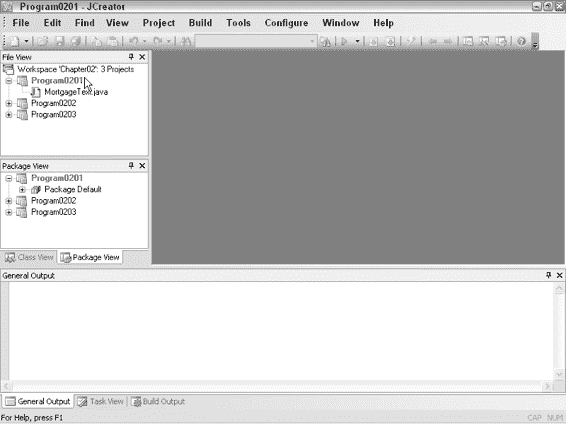 Program0201 - JCreator
File Edit Find View Project Build Tools Configure Window Help
File View
Workspace 'Chapter02': 3 Projects
Program0201
MortgageText.java
Program0202
Program0203
Package View
Program0201
Package Default
Program0202
Program0203
Class View Package View
General Output
General Output Task View Build Output
For Help, press F1 CAP NUM